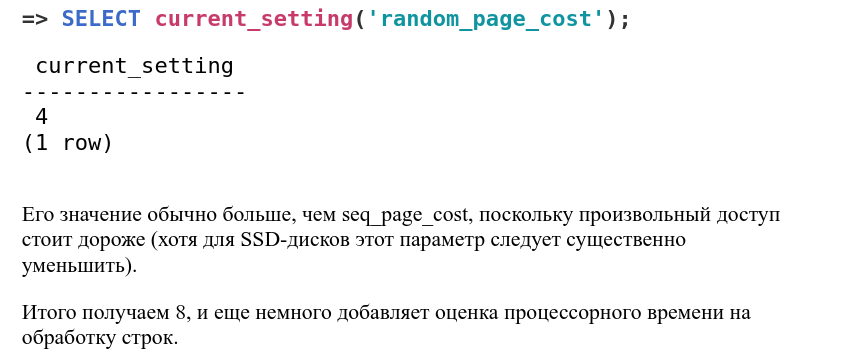 => SELECT current_setting('random_page_cost');
current_setting
-----------------
4
(1 row)
Его значение обычно больше, чем seq_page_cost, поскольку произвольный доступ
стоит дороже (хотя для SSD-дисков этот параметр следует существенно
уменьшить).
Итого получаем 8, и еще немного добавляет оценка процессорного времени на
обработку строк.